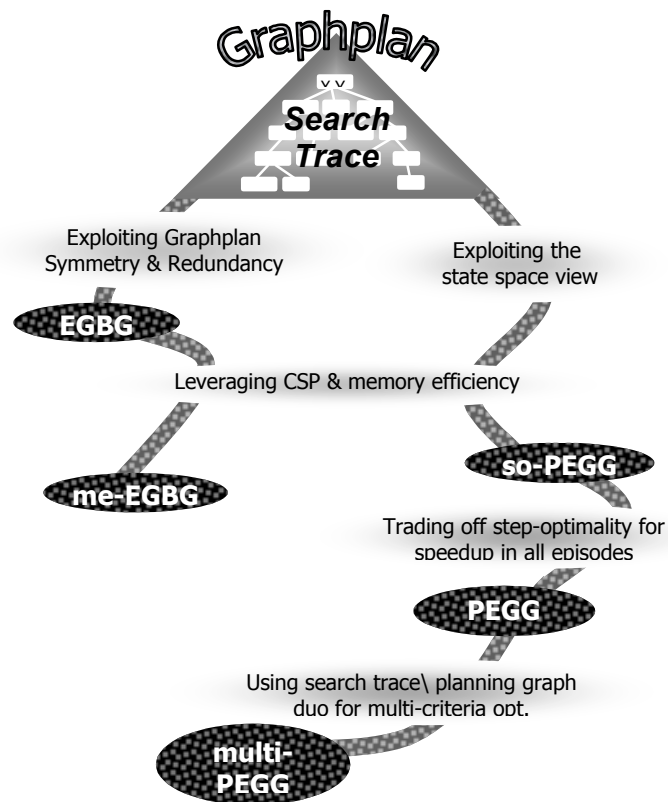 Graphplan
Search
Trace
Exploiting Graphplan
Symmetry & Redundancy
Exploiting the
state space view
EGBG
Leveraging CSP & memory efficiency
so-PEGG
me-EGBG
Trading off step-optimality for
speedup in all episodes
PEGG
Using search trace\ planning graph
duo for multi-criteria opt.
multi-
PEGG